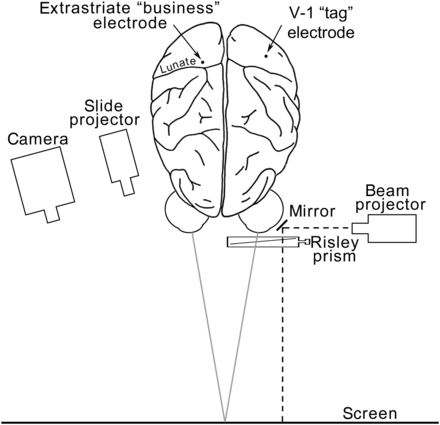 Extrastriate “business”
electrode
V-1 “tag”
electrode
Lunate
Slide
projector
Camera
Mirror
Beam
projector
Risley
prism
Screen